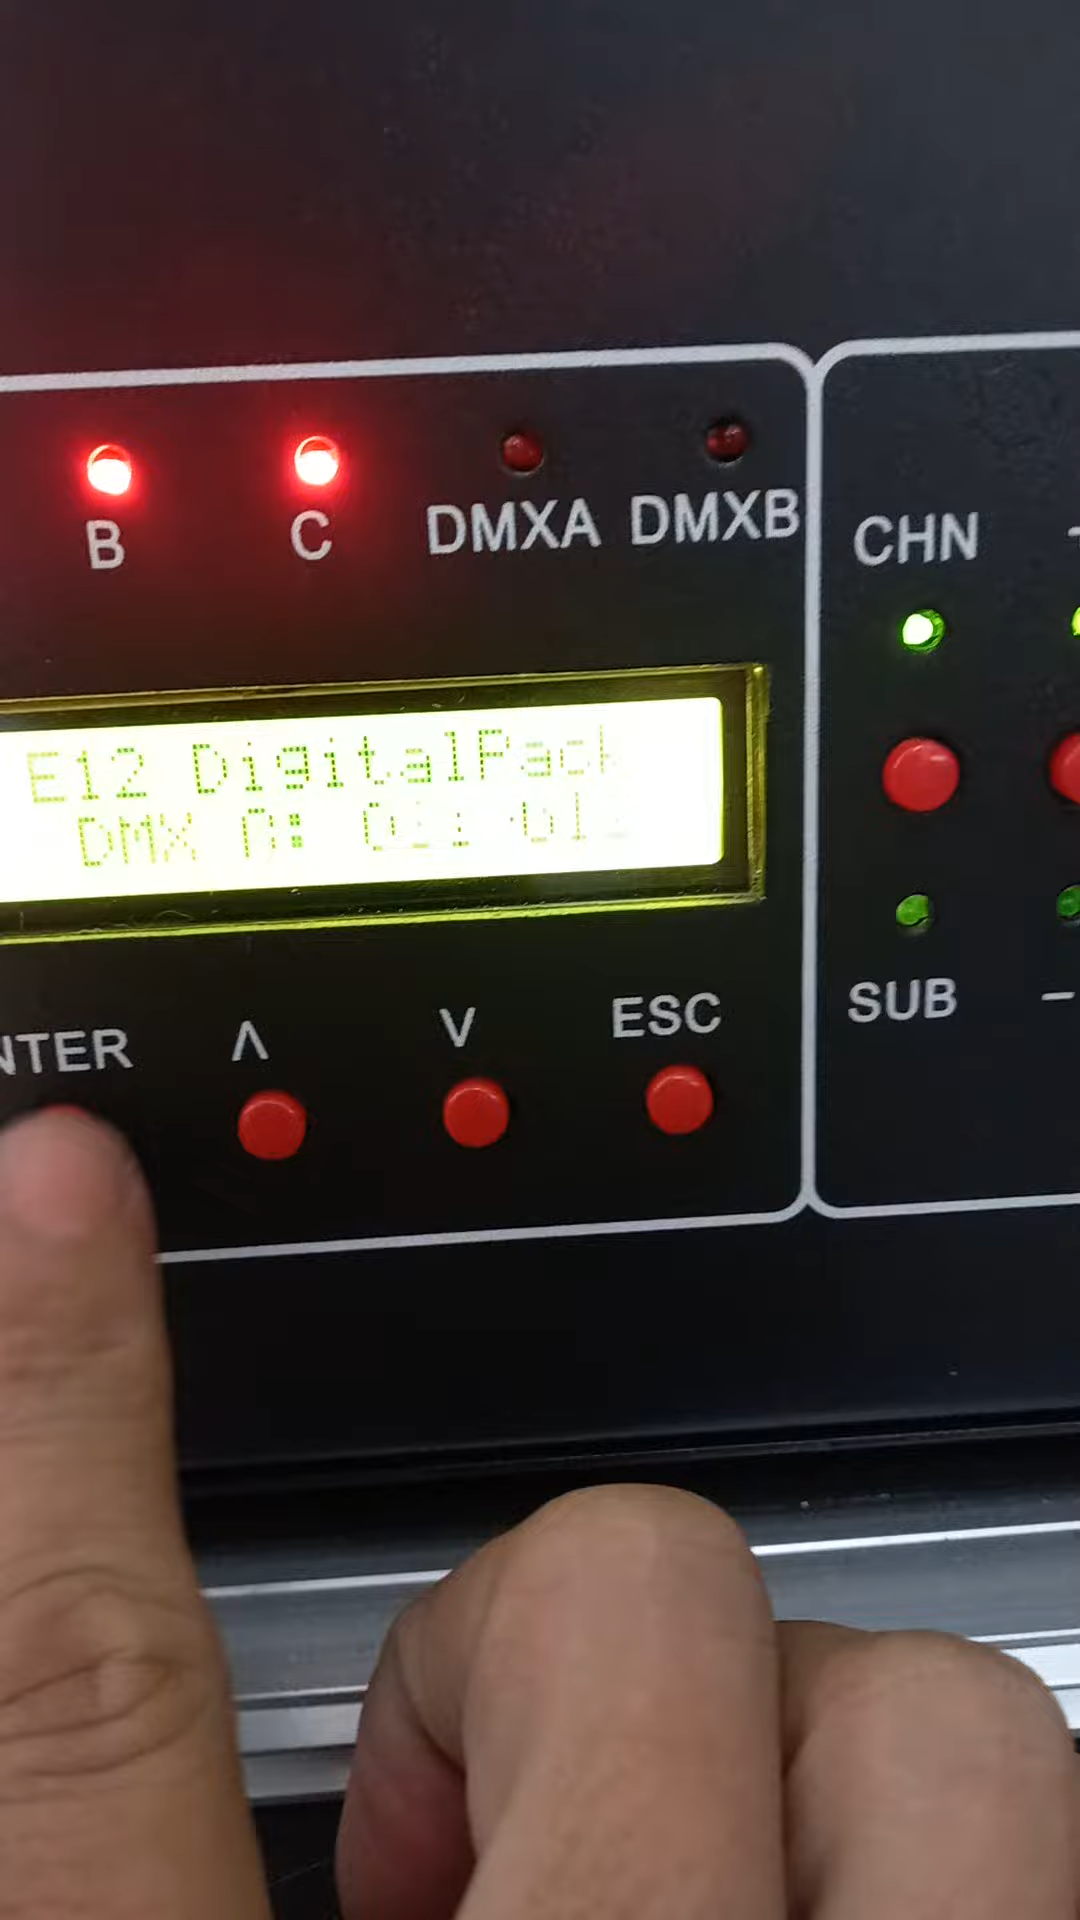 B C DMXA DMXB
CHN
E12 DigitalPack
DMX A:
NTER Λ V ESC
SUB −